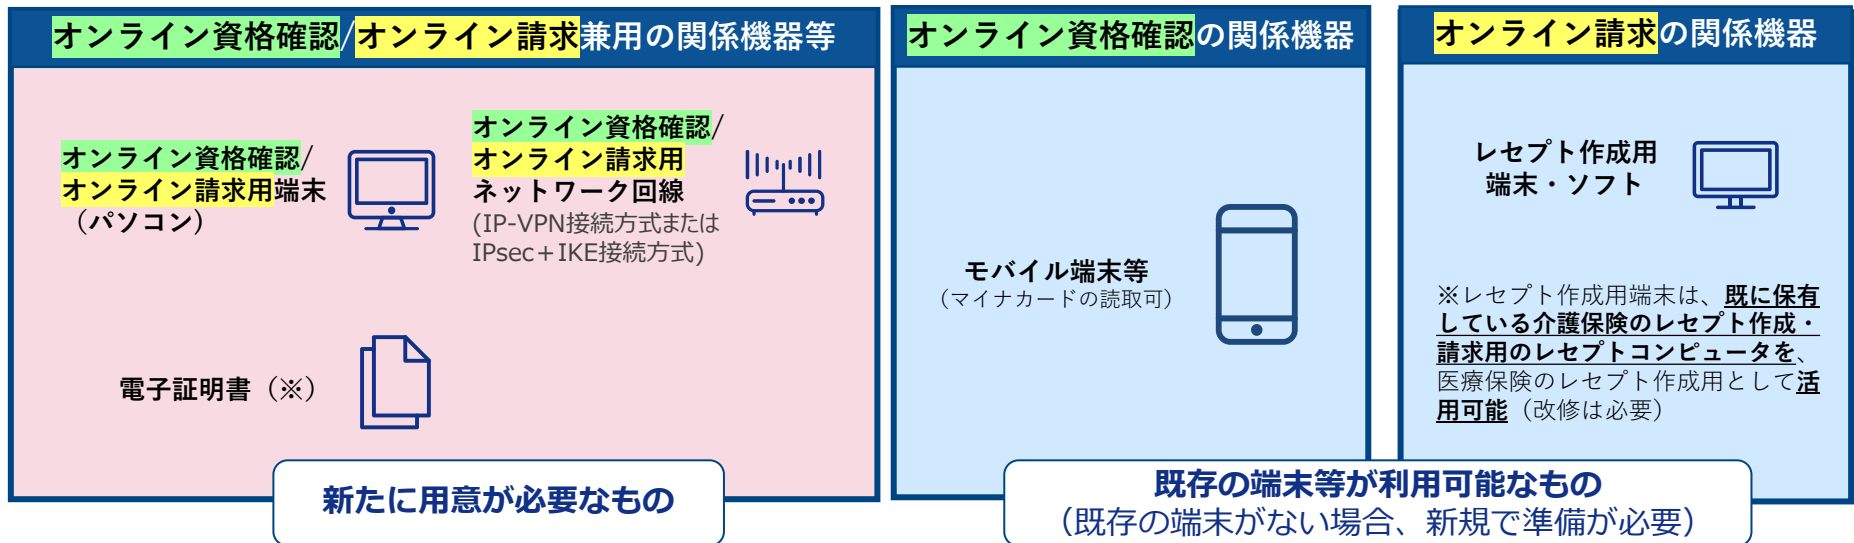 オンライン資格確認/オンライン請求兼用の関係機器等
オンライン資格確認/
オンライン請求用端末
（パソコン）
オンライン資格確認/
オンライン請求用
ネットワーク回線
(IP-VPN接続方式または
IPsec＋IKE接続方式)
電子証明書（※）
新たに用意が必要なもの
オンライン資格確認の関係機器
モバイル端末等
（マイナカードの読取可）
オンライン請求の関係機器
レセプト作成用
端末・ソフト
※レセプト作成用端末は、既に保有
している介護保険のレセプト作成・
請求用のレセプトコンピュータを、
医療保険のレセプト作成用として活
用可能（改修は必要）
既存の端末等が利用可能なもの
（既存の端末がない場合、新規で準備が必要）